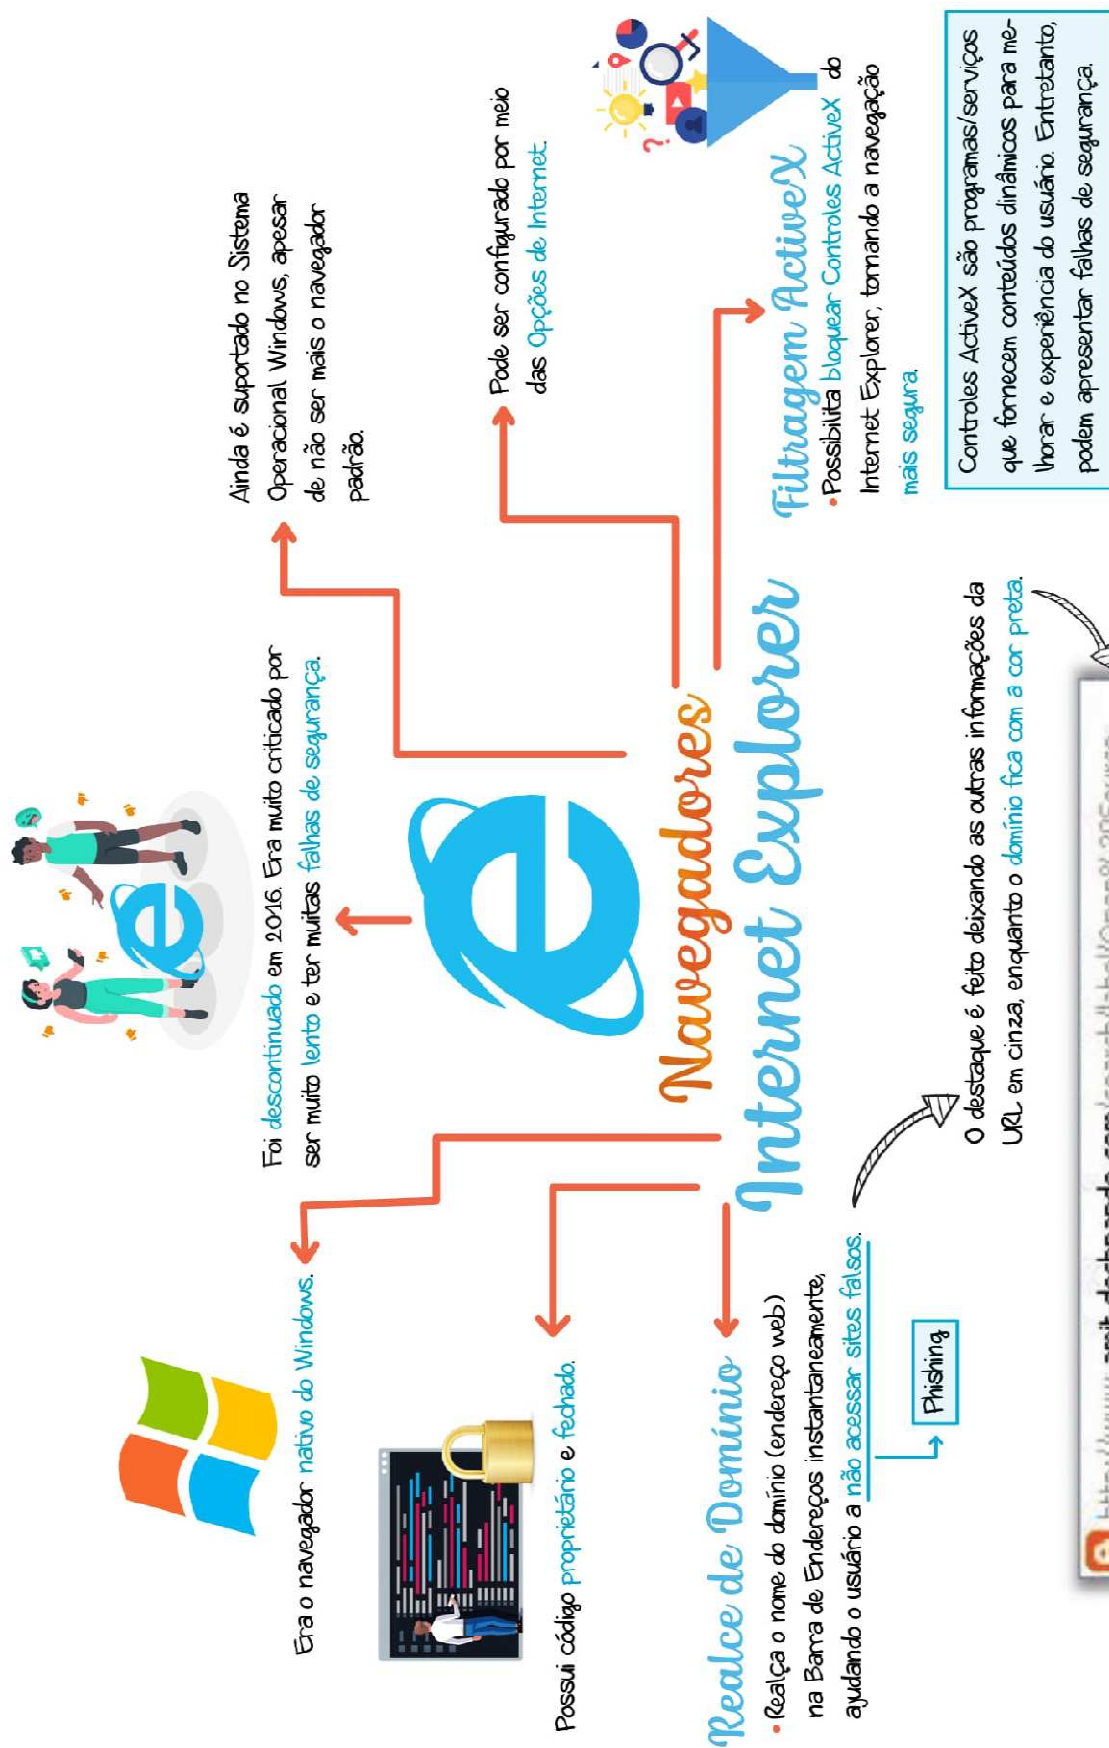 Navegadores
Internet Explorer
Era o navegador nativo do Windows.
Foi descontinuado em 2016. Era muito criticado por
ser muito lento e ter muitas falhas de segurança.
Ainda é suportado no Sistema
Operacional Windows, apesar
de não ser mais o navegador
padrão.
Possui código proprietário e fechado.
Pode ser configurado por meio
das Opções de Internet.
Realce de Domínio
• Realça o nome do domínio (endereço web)
na Barra de Endereços instantaneamente,
ajudando o usuário a não acessar sites falsos.
Phishing
O destaque é feito deixando as outras informações da
URL em cinza, enquanto o domínio fica com a cor preta.
Filtragem ActiveX
• Possibilita bloquear Controles ActiveX do
Internet Explorer, tornando a navegação
mais segura.
Controles ActiveX são programas/serviços
que fornecem conteúdos dinâmicos para me-
lhorar e experiência do usuário. Entretanto,
podem apresentar falhas de segurança.